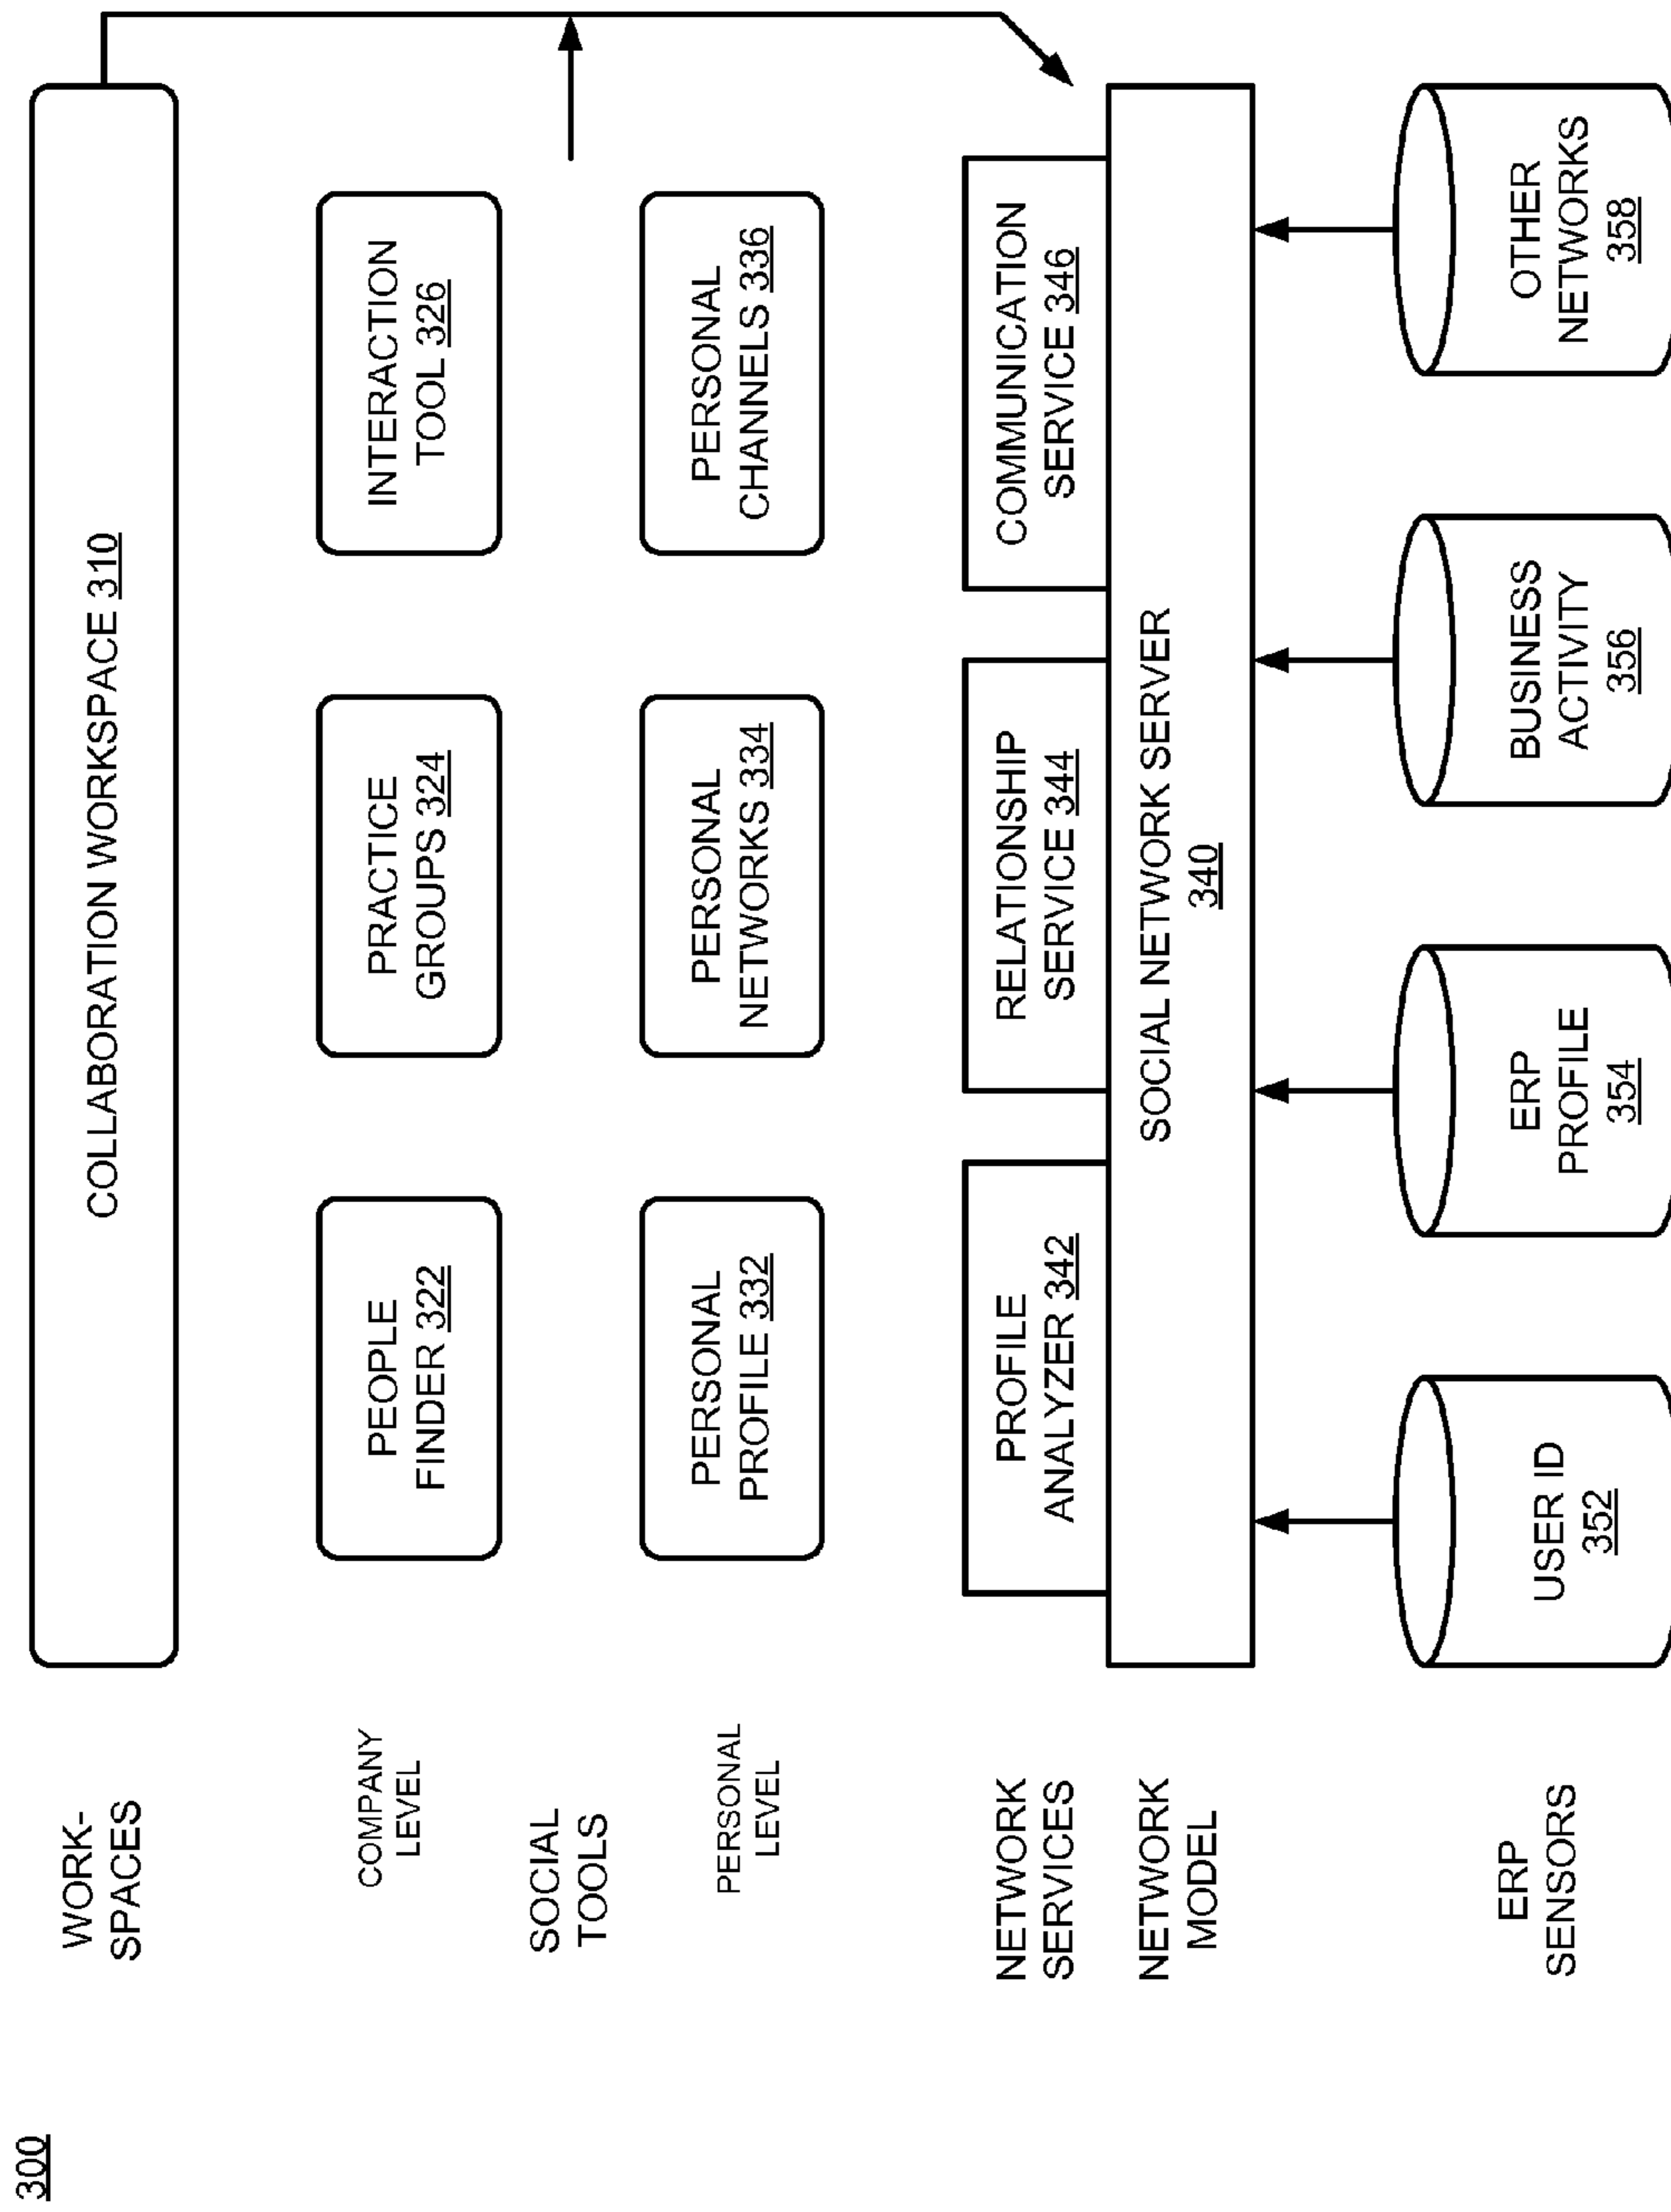 300
WORK-
SPACES
COLLABORATION WORKSPACE 310
COMPANY
LEVEL
PEOPLE
FINDER 322
PRACTICE
GROUPS 324
INTERACTION
TOOL 326
SOCIAL
TOOLS
PERSONAL
LEVEL
PERSONAL
PROFILE 332
PERSONAL
NETWORKS 334
PERSONAL
CHANNELS 336
NETWORK
SERVICES
PROFILE
ANALYZER 342
RELATIONSHIP
SERVICE 344
COMMUNICATION
SERVICE 346
NETWORK
MODEL
SOCIAL NETWORK SERVER
340
ERP
SENSORS
USER ID
352
ERP
PROFILE
354
BUSINESS
ACTIVITY
356
OTHER
NETWORKS
358